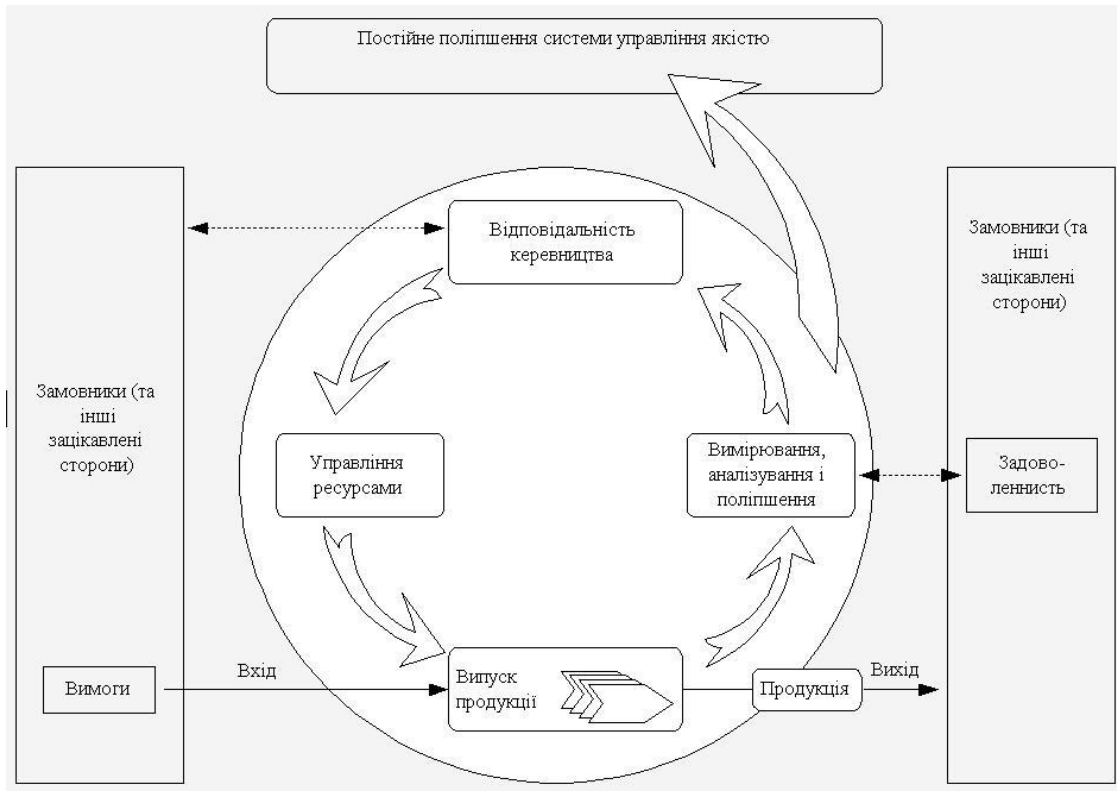 Постійне поліпшення системи управління якістю
Відповідальність
керевництва
Замовники (та
інші
зацікавлені
сторони)
Замовники (та
інші
зацікавлені
сторони)
Управління
ресурсами
Вимірювання,
аналізування і
поліпшення
Задово-
леннисть
Вимоги
Вхід
Випуск
продукції
Продукція
Вихід